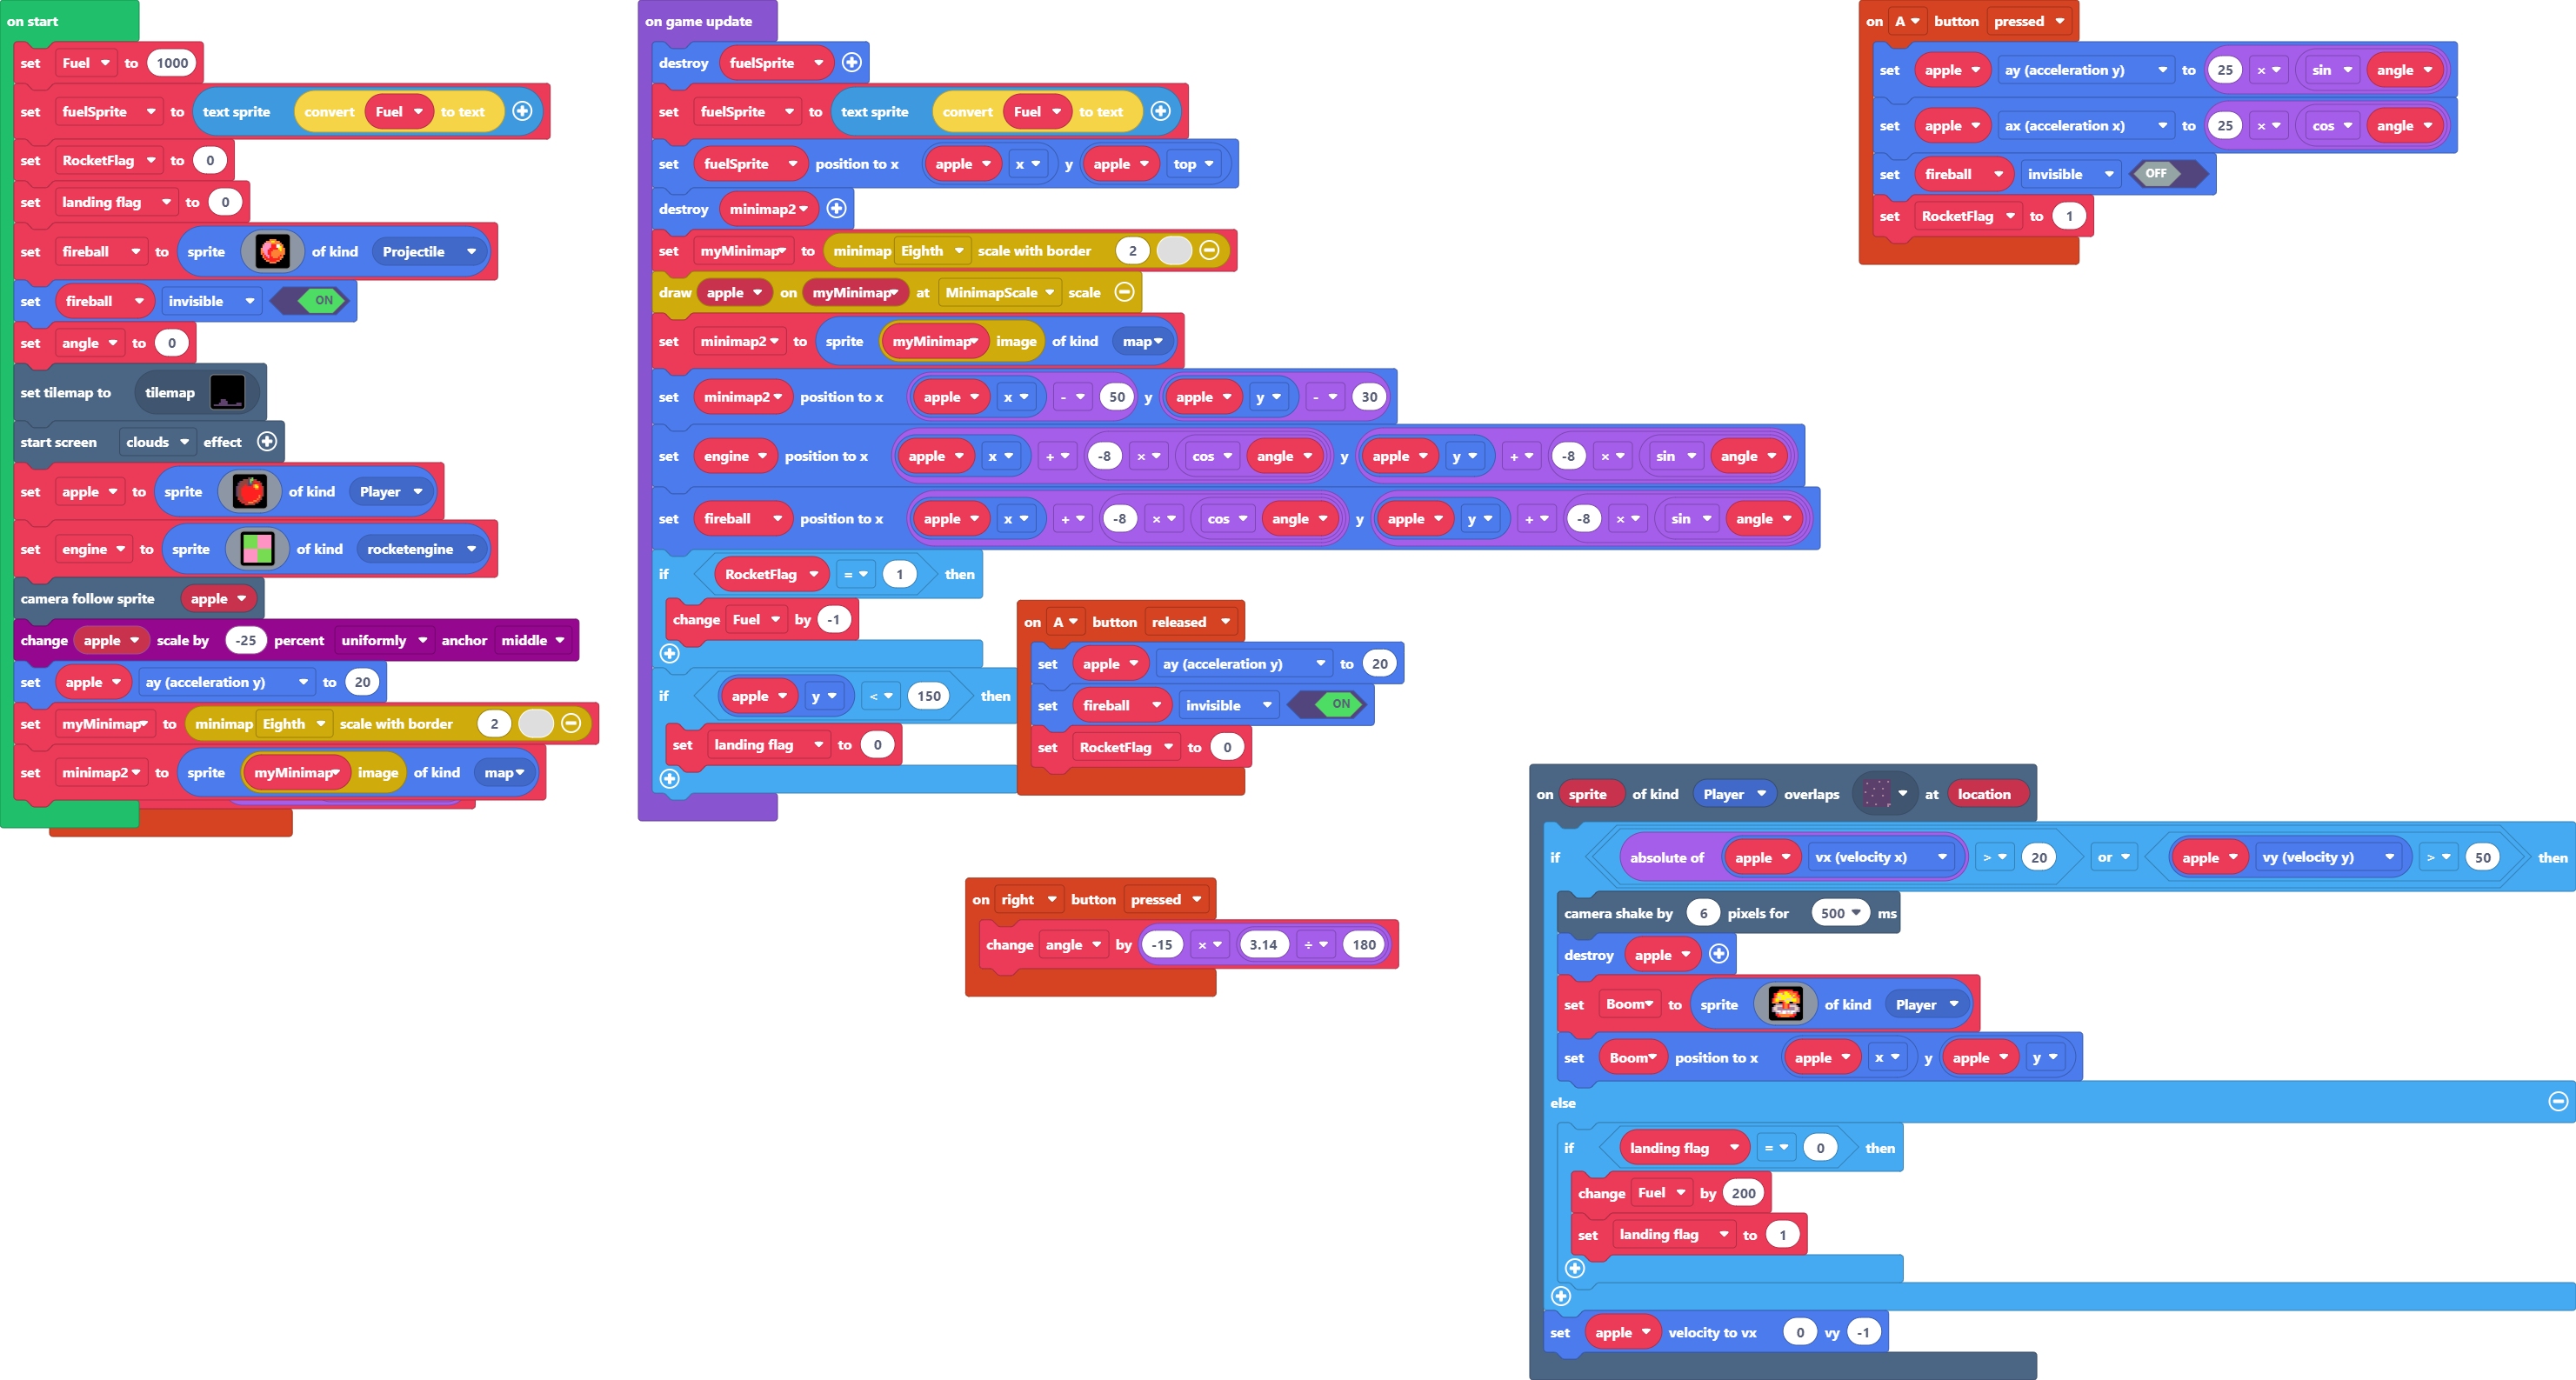 on start
set Fuel to 1000
set fuelSprite to text sprite convert Fuel to text
set RocketFlag to 0
set landing flag to 0
set fireball to sprite of kind Projectile
set fireball invisible ON
set angle to 0
set tilemap to tilemap
start screen clouds effect
set apple to sprite of kind Player
set engine to sprite of kind rocketengine
camera follow sprite apple
change apple scale by -25 percent uniformly anchor middle
set apple ay (acceleration y) to 20
set myMinimap to minimap Eighth scale with border 2
set minimap2 to sprite myMinimap image of kind map
on game update
destroy fuelSprite
set fuelSprite to text sprite convert Fuel to text
set fuelSprite position to x apple x y apple top
destroy minimap2
set myMinimap to minimap Eighth scale with border 2
draw apple on myMinimap at MinimapScale scale
set minimap2 to sprite myMinimap image of kind map
set minimap2 position to x apple x - 50 y apple y - 30
set engine position to x apple x + -8 × cos angle y apple y + -8 × sin angle
set fireball position to x apple x + -8 × cos angle y apple y + -8 × sin angle
if RocketFlag = 1 then
change Fuel by -1
if apple y < 150 then
set landing flag to 0
on A button released
set apple ay (acceleration y) to 20
set fireball invisible ON
set RocketFlag to 0
on right button pressed
change angle by -15 × 3.14 ÷ 180
on A button pressed
set apple ay (acceleration y) to 25 × sin angle
set apple ax (acceleration x) to 25 × cos angle
set fireball invisible OFF
set RocketFlag to 1
on sprite of kind Player overlaps at location
if absolute of apple vx (velocity x) > 20 or apple vy (velocity y) > 50 then
camera shake by 6 pixels for 500 ms
destroy apple
set Boom to sprite of kind Player
set Boom position to x apple x y apple y
else
if landing flag = 0 then
change Fuel by 200
set landing flag to 1
set apple velocity to vx 0 vy -1